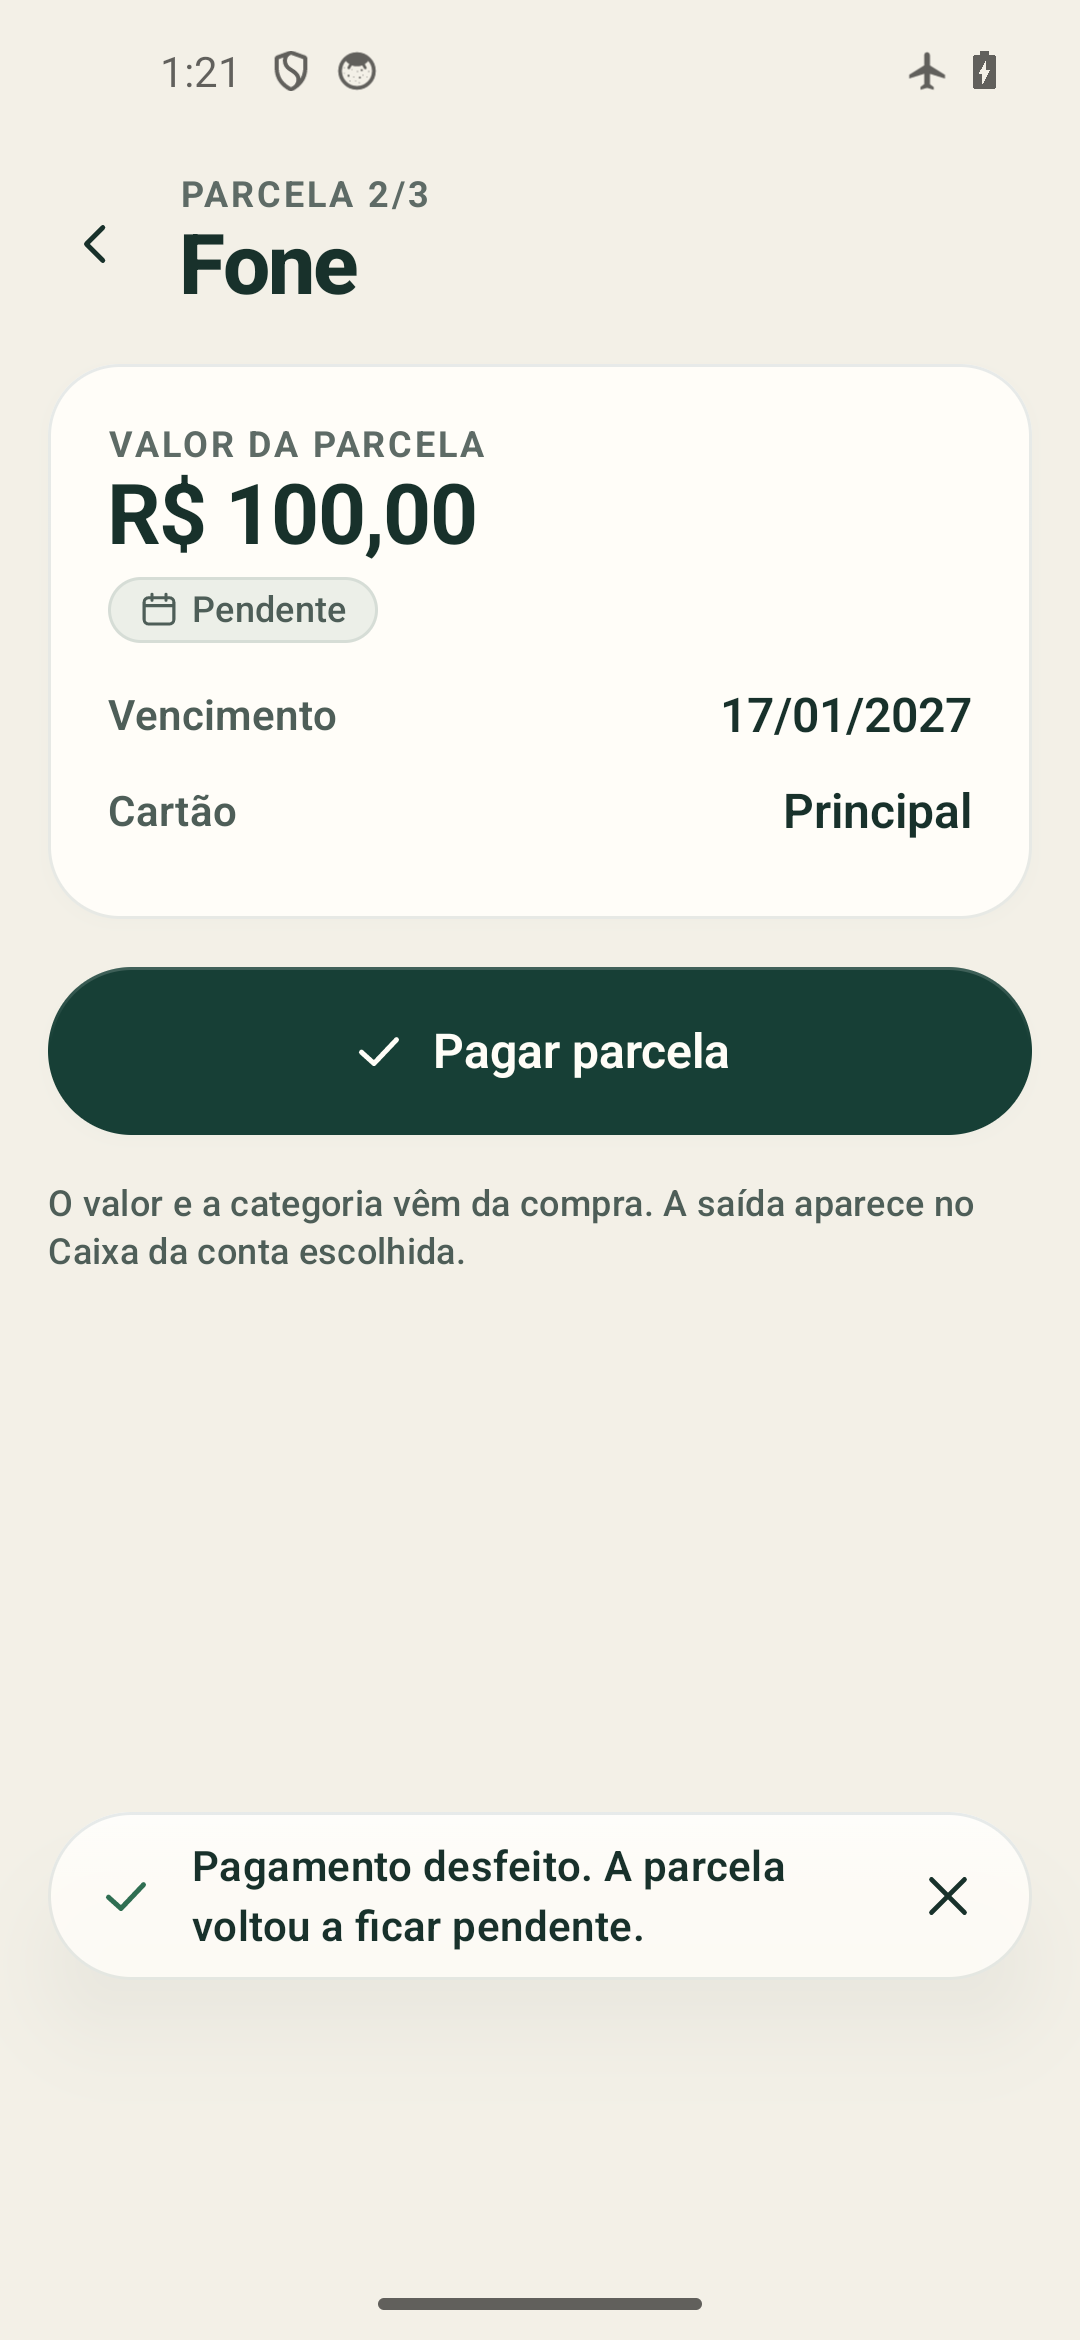 1:21
PARCELA 2/3
Fone
VALOR DA PARCELA
R$ 100,00
Pendente
Vencimento 17/01/2027
Cartão Principal
Pagar parcela
O valor e a categoria vêm da compra. A saída aparece no
Caixa da conta escolhida.
Pagamento desfeito. A parcela
voltou a ficar pendente.